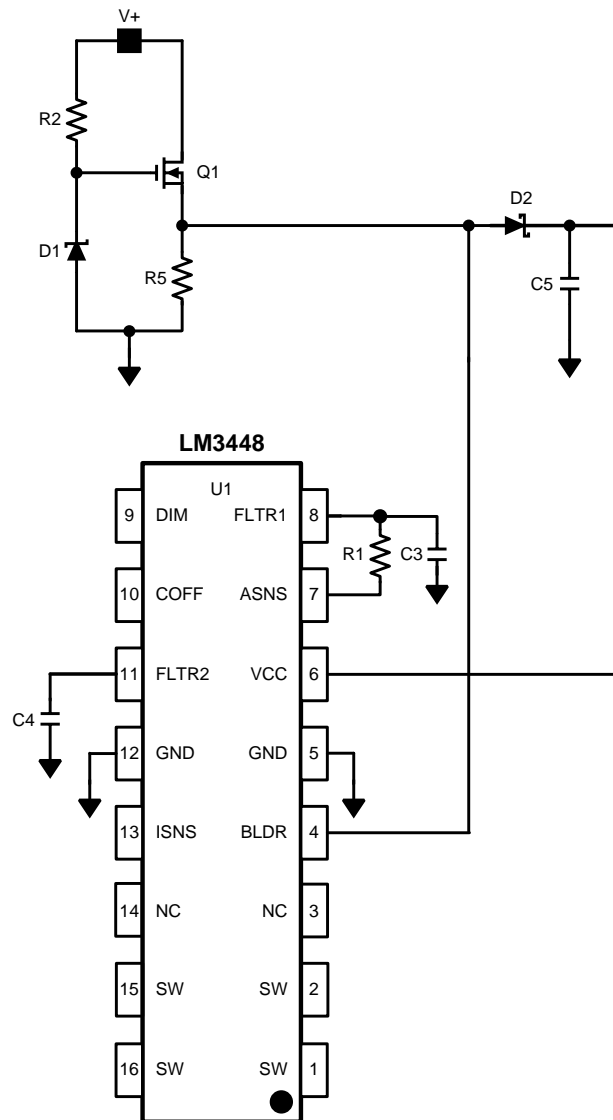 V+
R2
Q1
D2
D1
R5
C5
LM3448
U1
9 DIM FLTR1 8
R1 C3
10 COFF ASNS 7
11 FLTR2 VCC 6
C4
12 GND GND 5
13 ISNS BLDR 4
14 NC NC 3
15 SW SW 2
16 SW SW 1